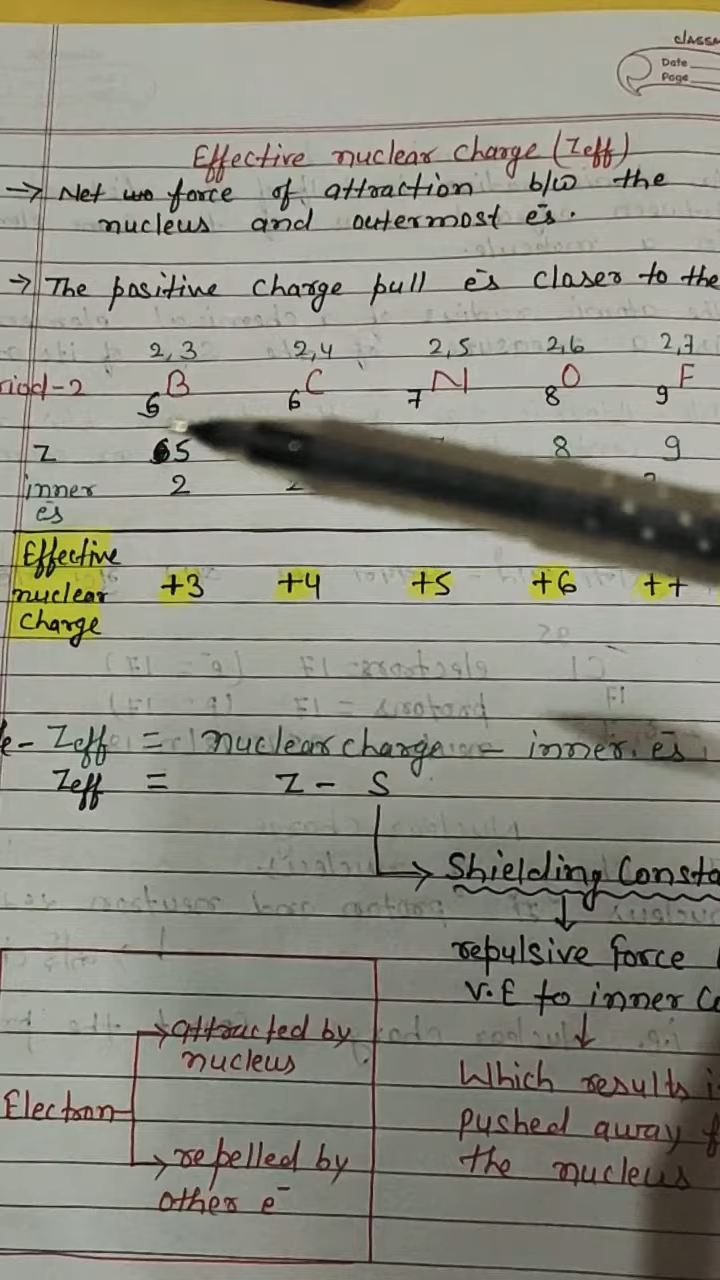 Date
Page
Effective nuclear charge (Zeff)
→ Net force of attraction b/w the
nucleus and outermost e̅s.
→ The positive charge pull e̅s closer to the
2,3 2,4 2,5 2,6 2,7
riod-2 6B 6C 7N 8O 9F
Z 5 8 9
inner 2
e̅s
Effective
nuclear +3 +4 +5 +6 ++
charge
e- Zeff = nuclear charge - inner e̅s
Zeff = Z - S
→ Shielding Consta
↓
repulsive force
V.E to inner
↓
Which results i
pushed away f
the nucleus
→ attracted by
nucleus
Electron
→ repelled by
other e⁻